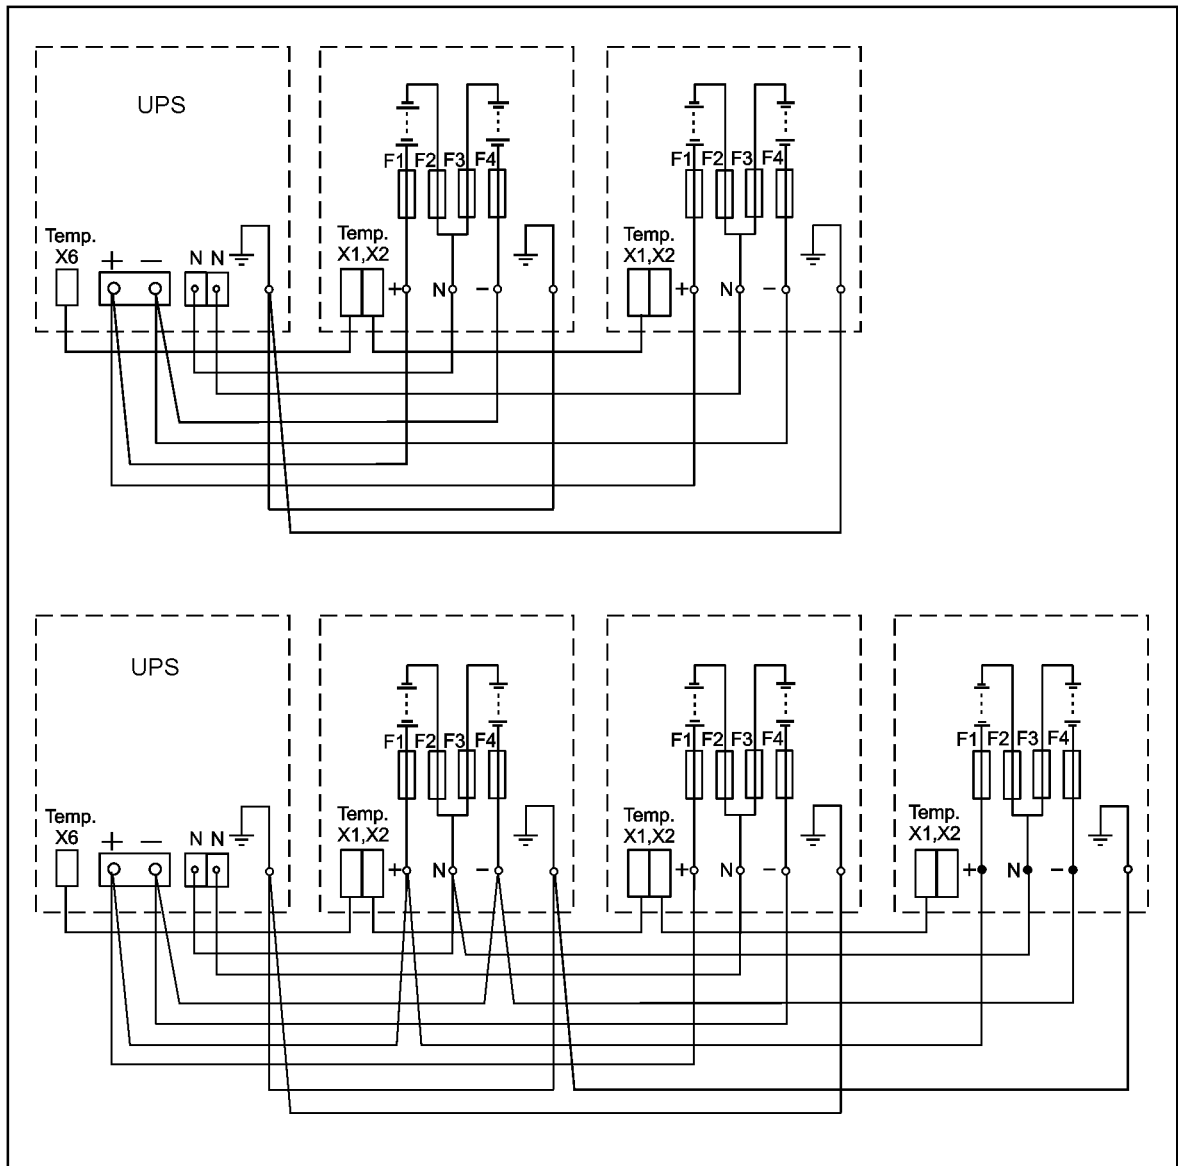 UPS
F1 F2 F3 F4
F1 F2 F3 F4
Temp.
X6
+ −
N N
Temp.
X1,X2
+ N −
Temp.
X1,X2
+ N −
UPS
F1 F2 F3 F4
F1 F2 F3 F4
F1 F2 F3 F4
Temp.
X6
+ −
N N
Temp.
X1,X2
+ N −
Temp.
X1,X2
+ N −
Temp.
X1,X2
+ N −